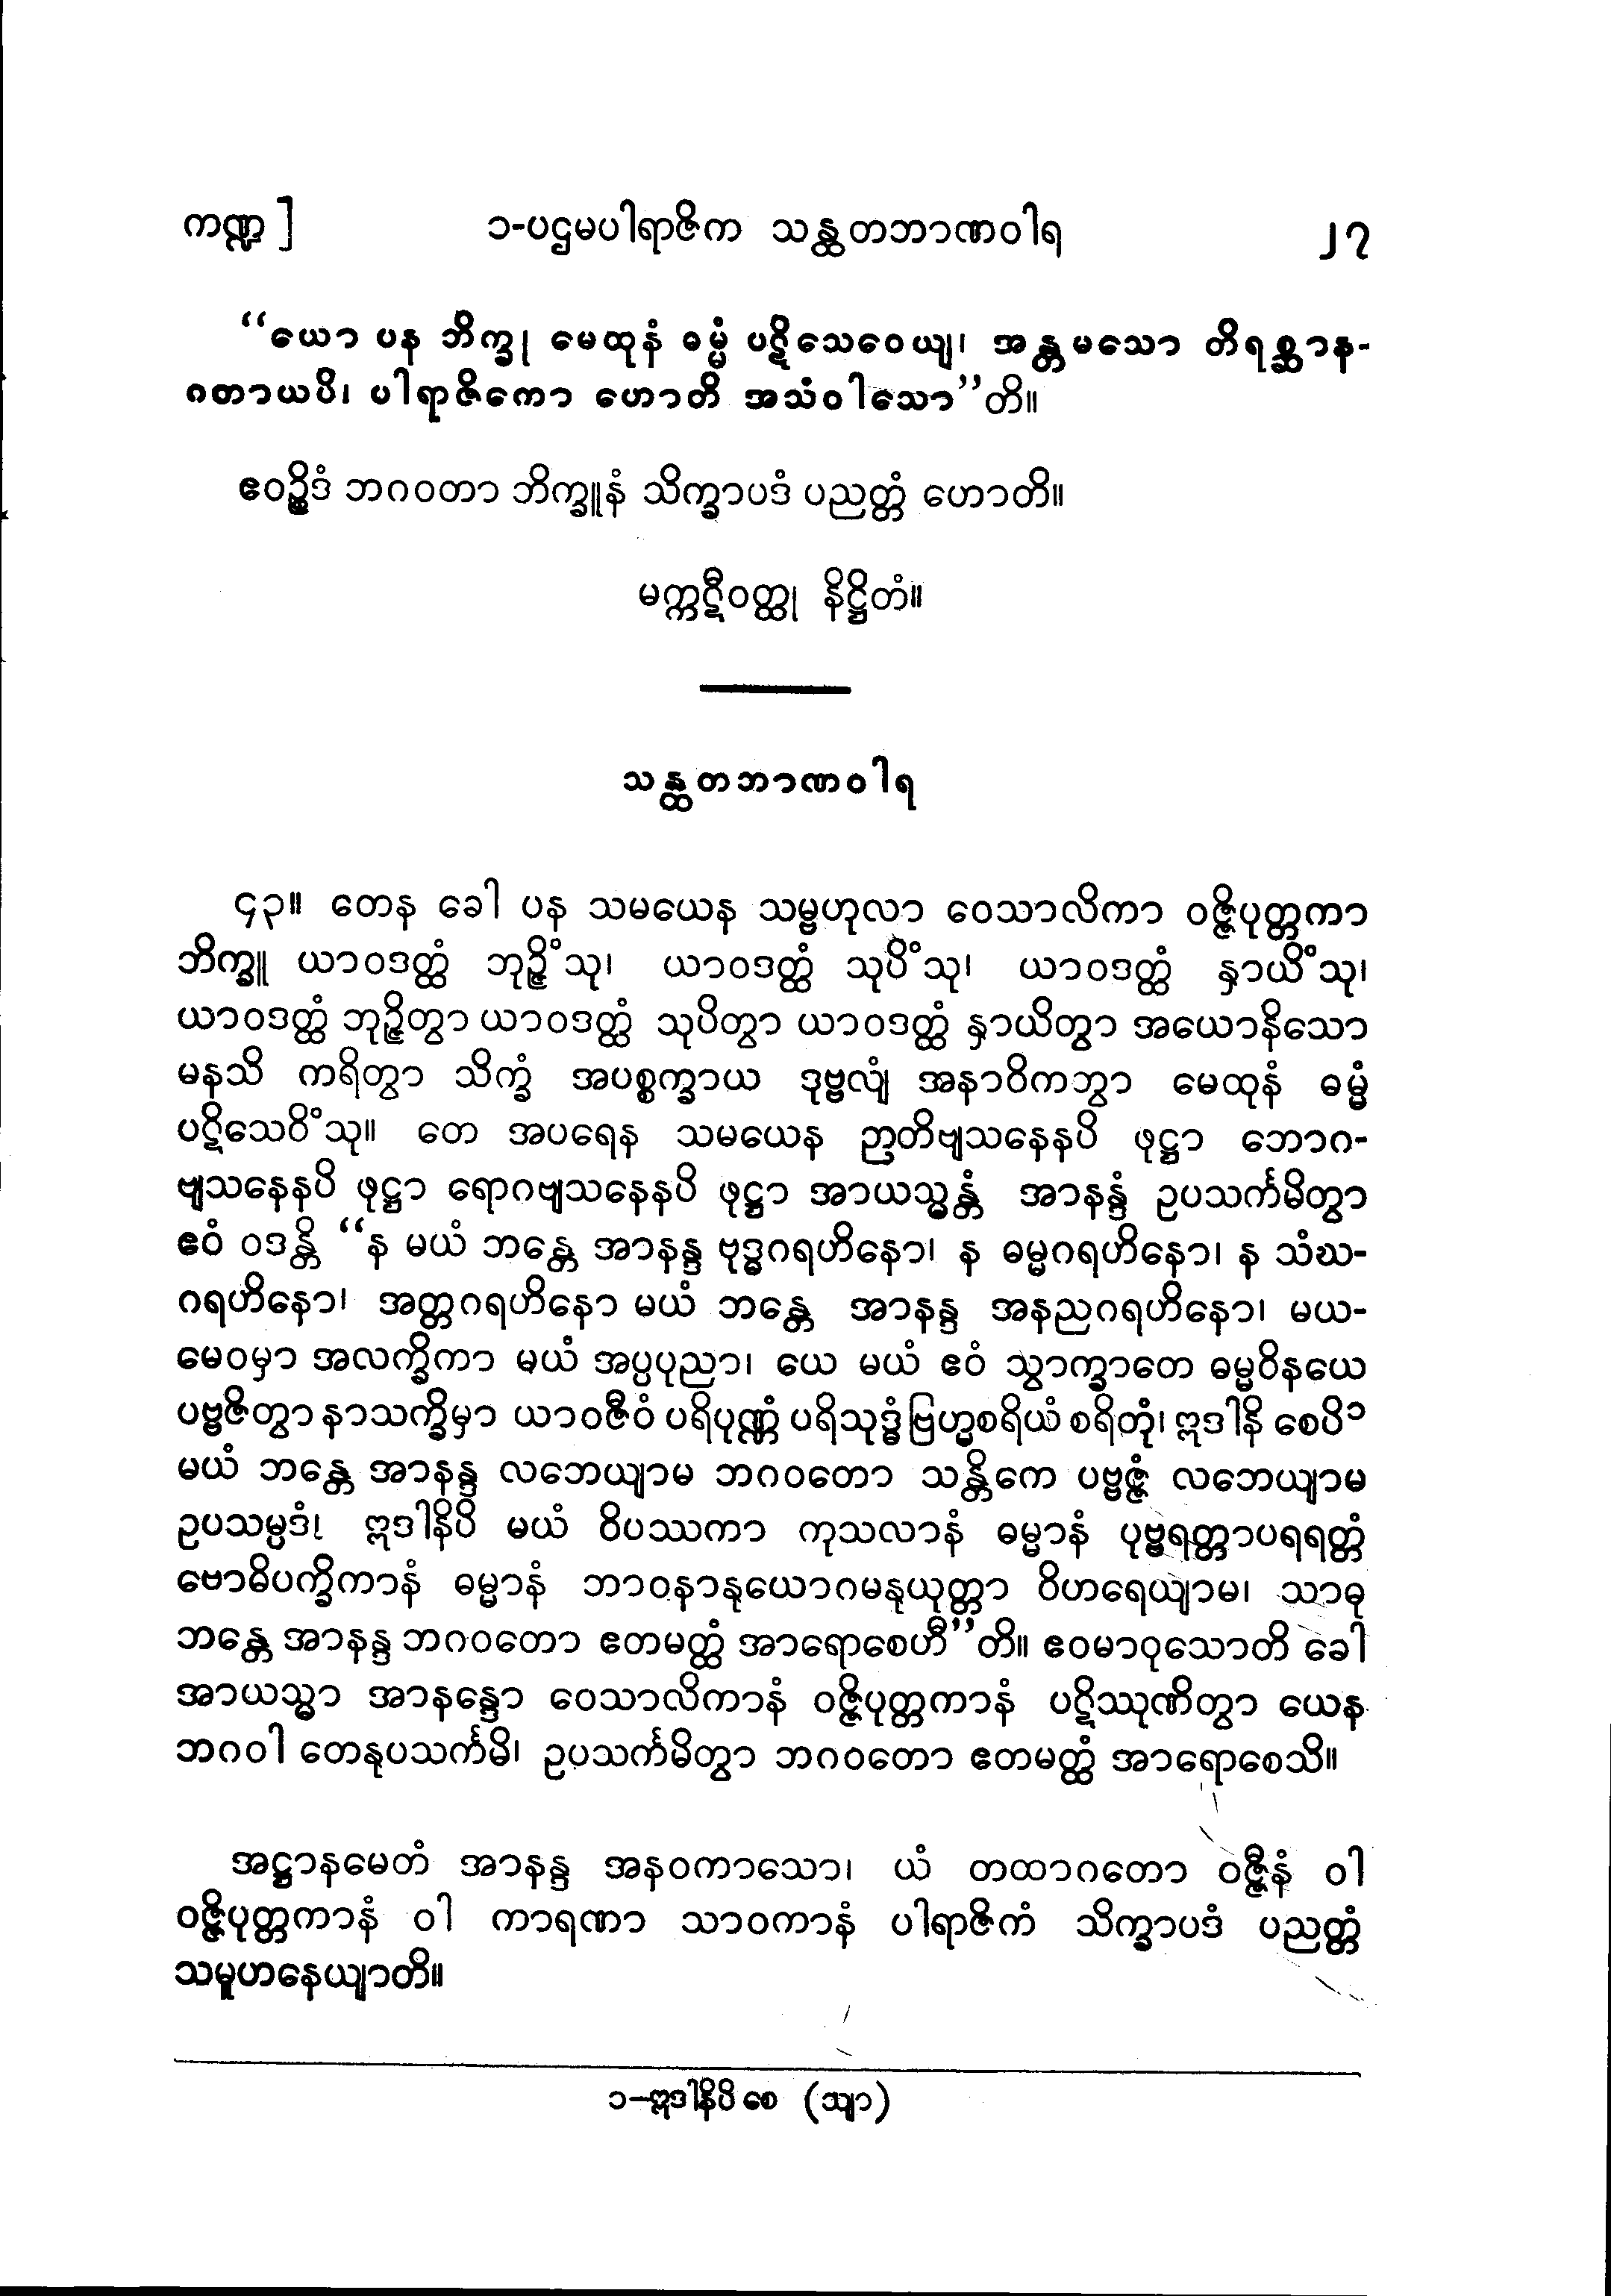 ကဏ္ဍ ] ၁-ပဌမပါရာဇိက သန္ထတဘာဏဝါရ ၂၇
“ယော ပန ဘိက္ခု မေထုနံ ဓမ္မံ ပဋိသေဝေယျ၊ အန္တမသော တိရစ္ဆာန-
ဂတာယပိ၊ ပါရာဇိကော ဟောတိ အသံဝါသော”တိ။
ဧဝဉ္စိဒံ ဘဂဝတာ ဘိက္ခူနံ သိက္ခာပဒံ ပညတ္တံ ဟောတိ။
မက္ကဋီဝတ္ထု နိဋ္ဌိတံ။
သန္ထတဘာဏဝါရ
၄၃။ တေန ခေါ ပန သမယေန သမ္ဗဟုလာ ဝေသာလိကာ ဝဇ္ဇိပုတ္တကာ
ဘိက္ခူ ယာဝဒတ္ထံ ဘုဉ္ဇိံသု၊ ယာဝဒတ္ထံ သုပိံသု၊ ယာဝဒတ္ထံ နှာယိံသု၊
ယာဝဒတ္ထံ ဘုဉ္ဇိတွာ ယာဝဒတ္ထံ သုပိတွာ ယာဝဒတ္ထံ နှာယိတွာ အယောနိသော
မနသိ ကရိတွာ သိက္ခံ အပစ္စက္ခာယ ဒုဗ္ဗလျံ အနာဝိကတွာ မေထုနံ ဓမ္မံ
ပဋိသေဝိံသု။ တေ အပရေန သမယေန ဉာတိဗျသနေနပိ ဖုဋ္ဌာ ဘောဂ-
ဗျသနေနပိ ဖုဋ္ဌာ ရောဂဗျသနေနပိ ဖုဋ္ဌာ အာယသ္မန္တံ အာနန္ဒံ ဥပသင်္ကမိတွာ
ဧဝံ ဝဒန္တိ “န မယံ ဘန္တေ အာနန္ဒ ဗုဒ္ဓဂရဟိနော၊ န ဓမ္မဂရဟိနော၊ န သံဃ-
ဂရဟိနော၊ အတ္တဂရဟိနော မယံ ဘန္တေ အာနန္ဒ အနညဂရဟိနော၊ မယ-
မေဝမှာ အလက္ခိကာ မယံ အပ္ပပုညာ၊ ယေ မယံ ဧဝံ သွာက္ခာတေ ဓမ္မဝိနယေ
ပဗ္ဗဇိတွာ နာသက္ခိမှာ ယာဝဇီဝံ ပရိပုဏ္ဏံ ပရိသုဒ္ဓံ ဗြဟ္မစရိယံ စရိတုံ၊ ဣဒါနိ စေပိ၁
မယံ ဘန္တေ အာနန္ဒ လဘေယျာမ ဘဂဝတော သန္တိကေ ပဗ္ဗဇ္ဇံ လဘေယျာမ
ဥပသမ္ပဒံ၊ ဣဒါနိပိ မယံ ဝိပဿကာ ကုသလာနံ ဓမ္မာနံ ပုဗ္ဗရတ္တာပရရတ္တံ
ဗောဓိပက္ခိကာနံ ဓမ္မာနံ ဘာဝနာနုယောဂမနုယုတ္တာ ဝိဟရေယျာမ၊ သာဓု
ဘန္တေ အာနန္ဒ ဘဂဝတော ဧတမတ္ထံ အာရောစေဟီ”တိ။ ဧဝမာဝုသောတိ ခေါ
အာယသ္မာ အာနန္ဒော ဝေသာလိကာနံ ဝဇ္ဇိပုတ္တကာနံ ပဋိဿုဏိတွာ ယေန
ဘဂဝါ တေနုပသင်္ကမိ၊ ဥပသင်္ကမိတွာ ဘဂဝတော ဧတမတ္ထံ အာရောစေသိ။
အဋ္ဌာနမေတံ အာနန္ဒ အနဝကာသော၊ ယံ တထာဂတော ဝဇ္ဇီနံ ဝါ
ဝဇ္ဇိပုတ္တကာနံ ဝါ ကာရဏာ သာဝကာနံ ပါရာဇိကံ သိက္ခာပဒံ ပညတ္တံ
သမူဟနေယျာတိ။
၁–ဣဒါနိပိ စေ (သျာ)